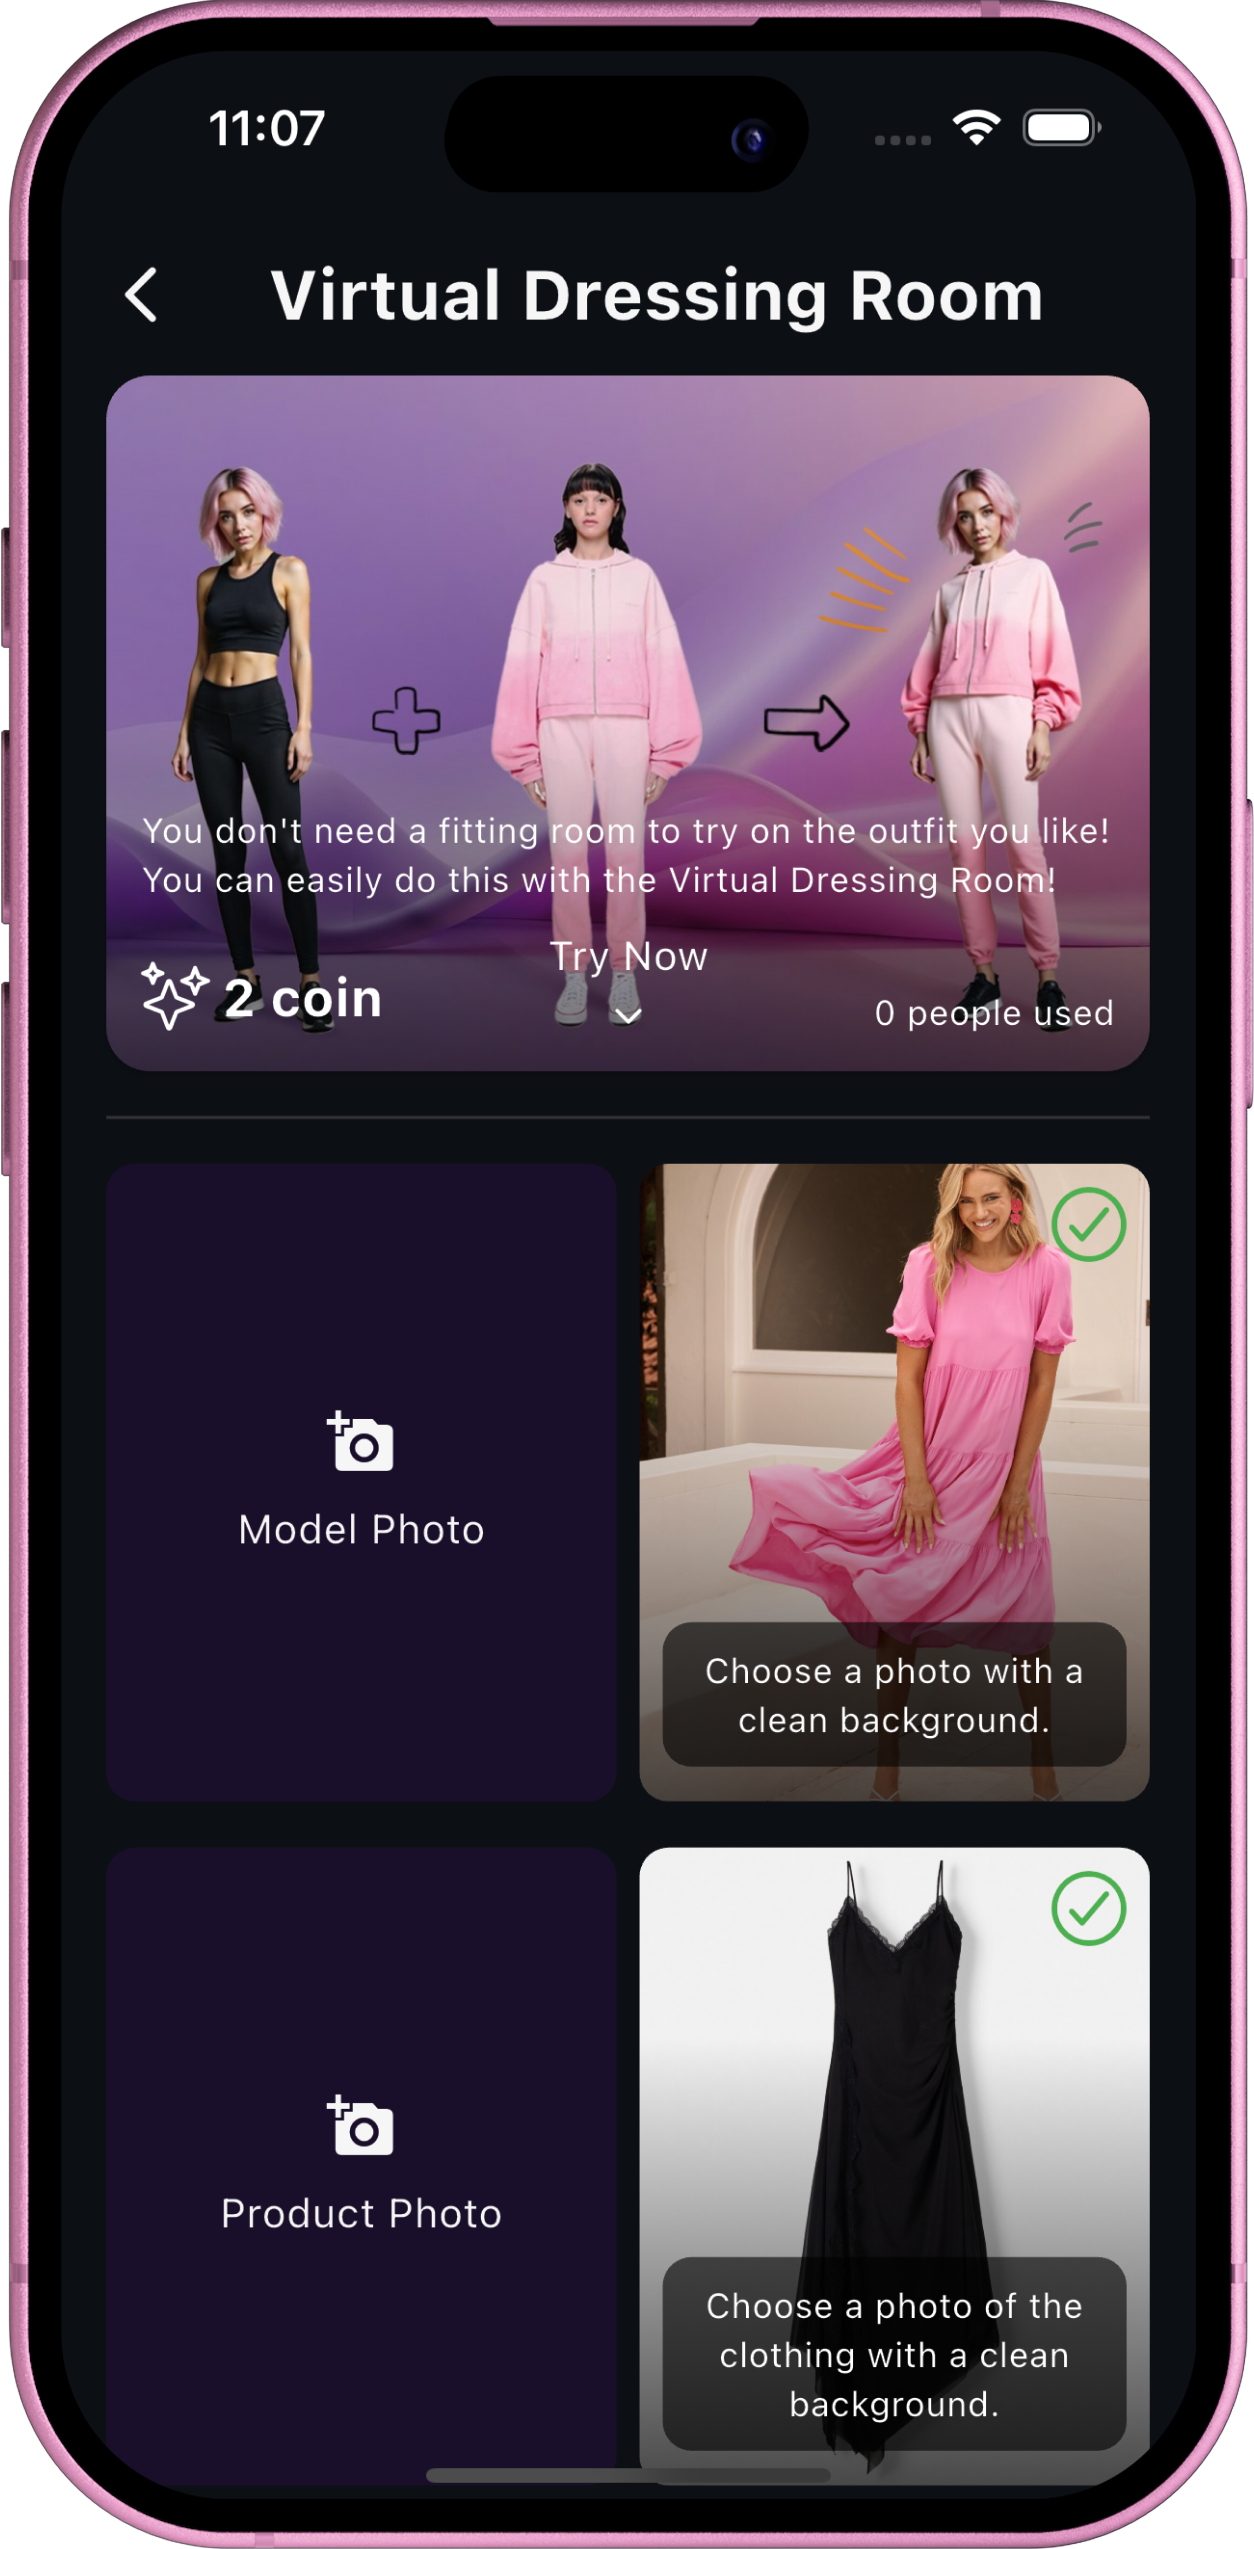 11:07
Virtual Dressing Room
You don't need a fitting room to try on the outfit you like!
You can easily do this with the Virtual Dressing Room!
Try Now
2 coin
0 people used
Model Photo
Choose a photo with a
clean background.
Product Photo
Choose a photo of the
clothing with a clean
background.